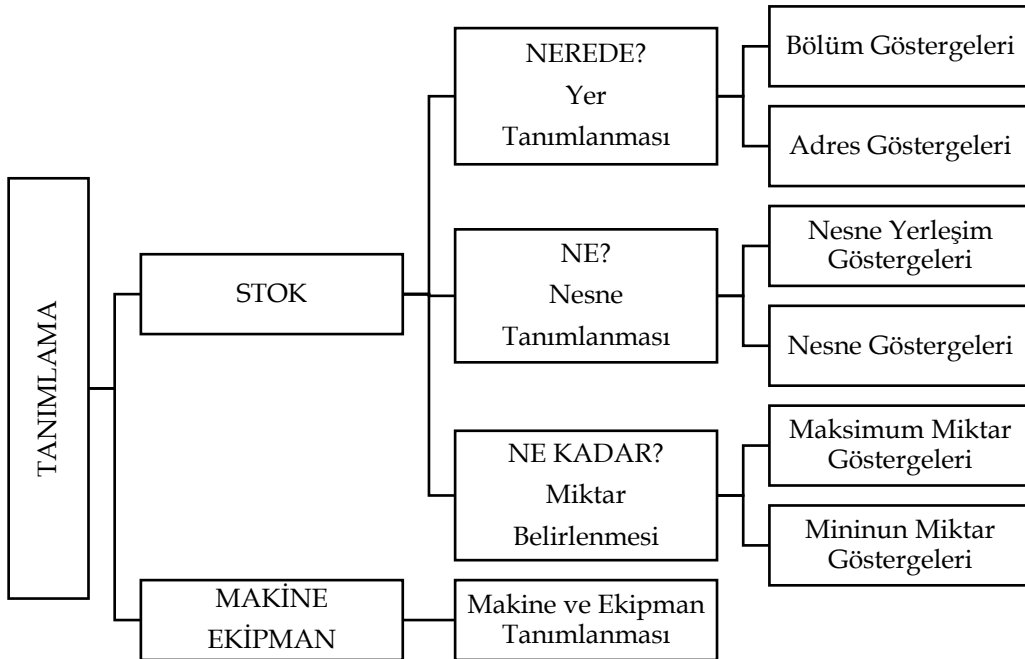 TANIMLAMA
STOK
NEREDE?
Yer
Tanımlanması
Bölüm Göstergeleri
Adres Göstergeleri
NE?
Nesne
Tanımlanması
Nesne Yerleşim
Göstergeleri
Nesne Göstergeleri
NE KADAR?
Miktar
Belirlenmesi
Maksimum Miktar
Göstergeleri
Mininun Miktar
Göstergeleri
MAKİNE
EKİPMAN
Makine ve Ekipman
Tanımlanması